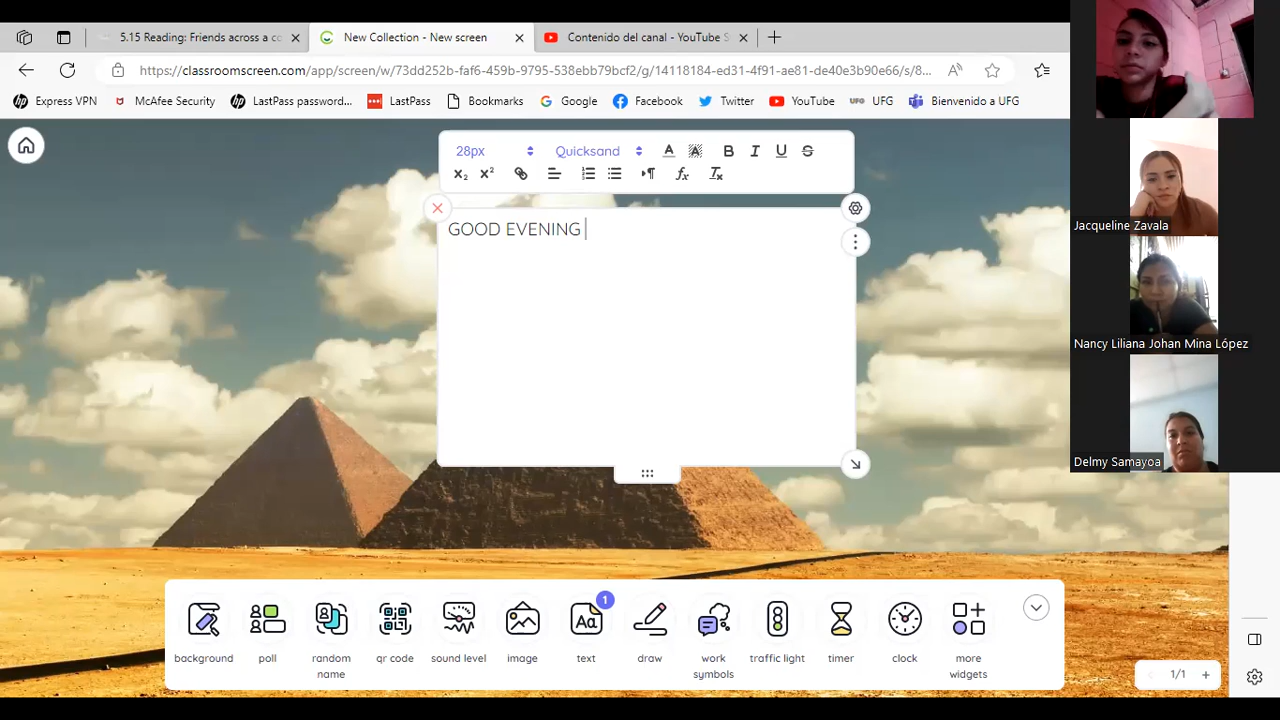 5.15 Reading: Friends across a co
New Collection - New screen
Contenido del canal - YouTube S
https://classroomscreen.com/app/screen/w/73dd252b-faf6-459b-9795-538ebb79bcf2/g/14118184-ed31-4f91-ae81-de40e3b90e66/s/8...
Express VPN
McAfee Security
LastPass password...
LastPass
Bookmarks
Google
Facebook
Twitter
YouTube
UFG
Bienvenido a UFG
28px
Quicksand
GOOD EVENING
Jacqueline Zavala
Nancy Liliana Johan Mina López
Delmy Samayoa
1
background
poll
random name
qr code
sound level
image
text
draw
work symbols
traffic light
timer
clock
more widgets
1/1